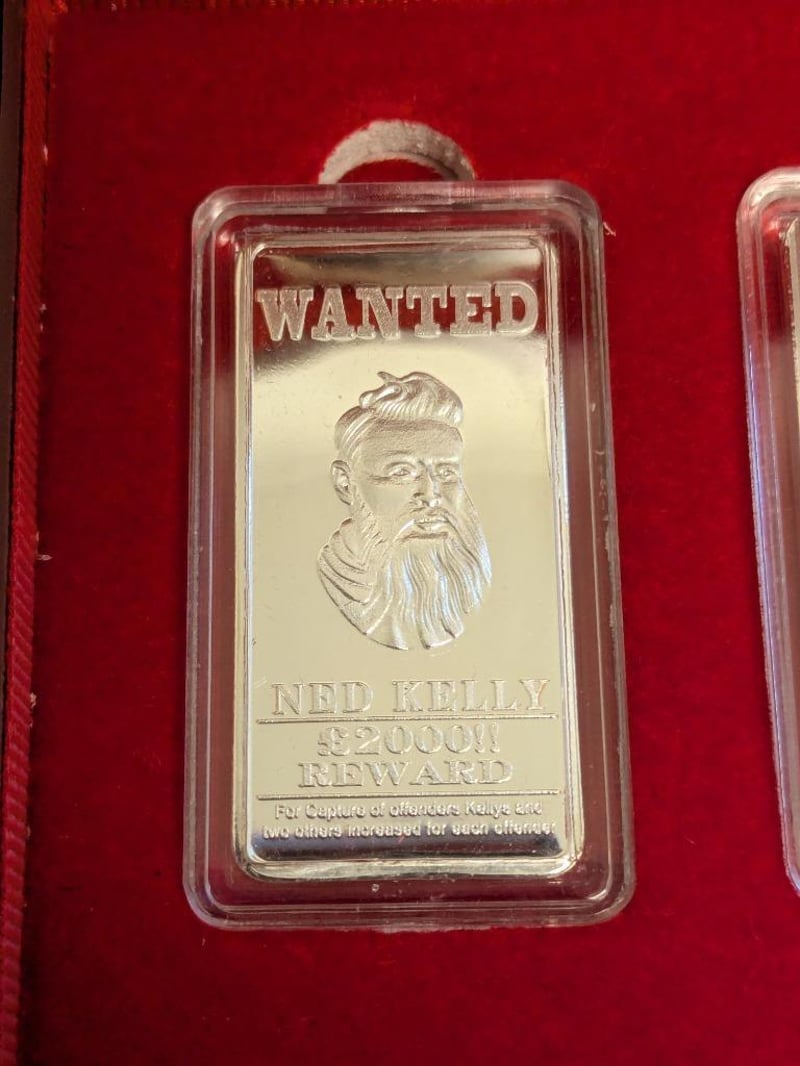 WANTED
NED KELLY
£2000!!
REWARD
For Capture of offenders Kellys and
two others increased for each offender